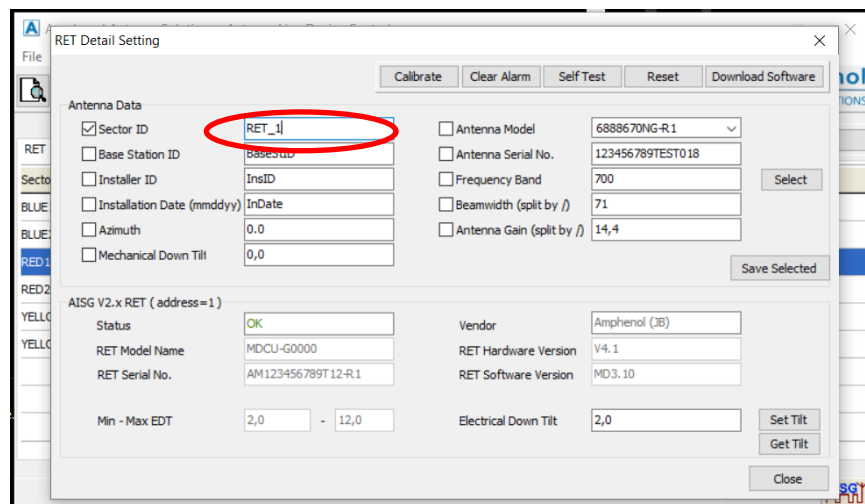 RET Detail Setting
File
Calibrate Clear Alarm Self Test Reset Download Software
Antenna Data
Sector ID RET_1 Antenna Model 6888670NG-R1
Base Station ID BaseStID Antenna Serial No. 123456789TEST018
Installer ID InsID Frequency Band 700 Select
Installation Date (mmddyy) InDate Beamwidth (split by /) 71
Azimuth 0.0 Antenna Gain (split by /) 14,4
Mechanical Down Tilt 0,0
Save Selected
RET
Secto
BLUE
BLUE
RED1
RED2
YELLO
YELLO
AISG V2.x RET ( address=1 )
Status OK Vendor Amphenol (JB)
RET Model Name MDCU-G0000 RET Hardware Version V4.1
RET Serial No. AM123456789T12-R1 RET Software Version MD3.10
Min - Max EDT 2,0 - 12,0 Electrical Down Tilt 2,0 Set Tilt
Get Tilt
Close